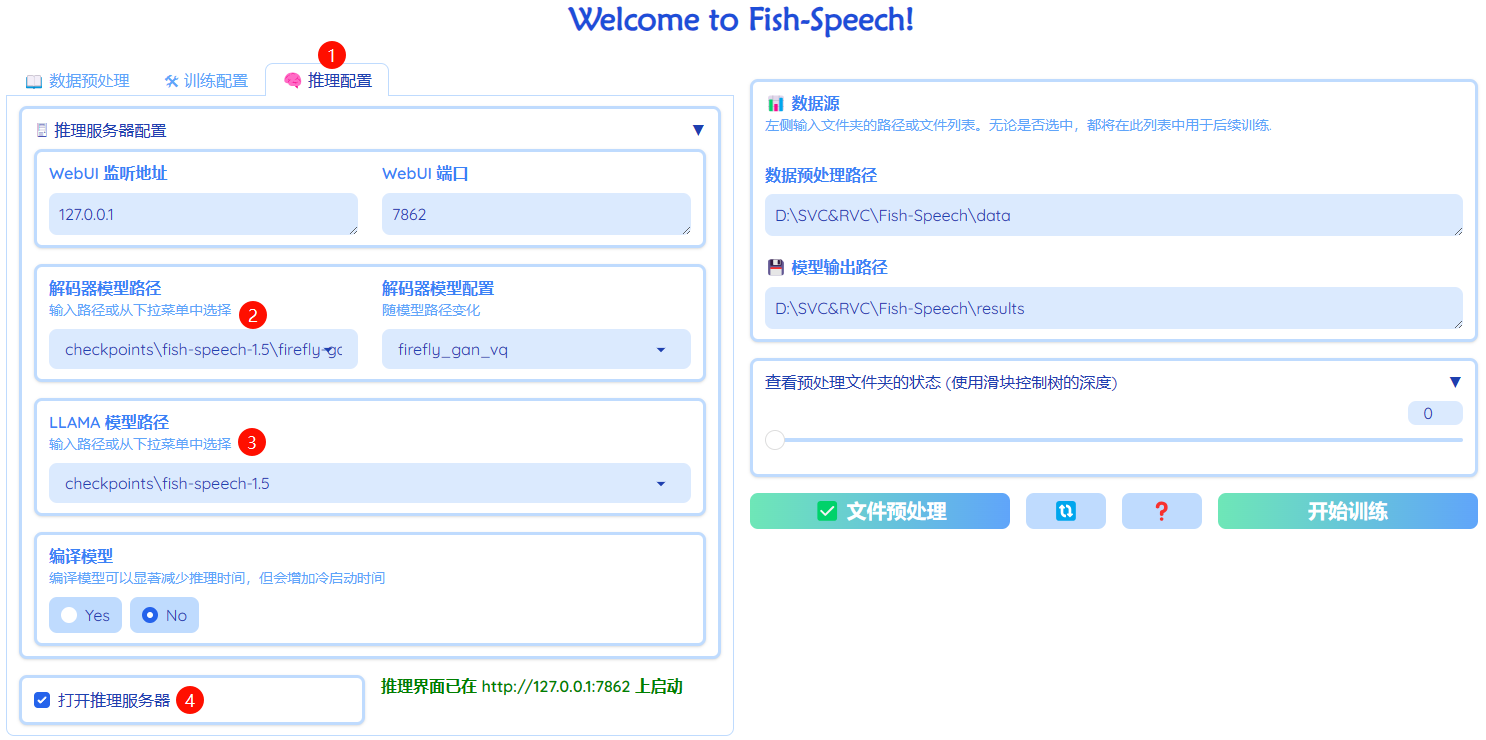 Welcome to Fish-Speech!
1
数据预处理
训练配置
推理配置
推理服务器配置
WebUI 监听地址
WebUI 端口
127.0.0.1
7862
解码器模型路径
输入路径或从下拉菜单中选择
2
解码器模型配置
随模型路径变化
checkpoints\fish-speech-1.5\firefly-ga
firefly_gan_vq
LLAMA 模型路径
输入路径或从下拉菜单中选择
3
checkpoints\fish-speech-1.5
编译模型
编译模型可以显著减少推理时间，但会增加冷启动时间
Yes
No
打开推理服务器
4
推理界面已在 http://127.0.0.1:7862 上启动
数据源
左侧输入文件夹的路径或文件列表。无论是否选中，都将在此列表中用于后续训练.
数据预处理路径
D:\SVC&RVC\Fish-Speech\data
模型输出路径
D:\SVC&RVC\Fish-Speech\results
查看预处理文件夹的状态 (使用滑块控制树的深度)
0
文件预处理
开始训练